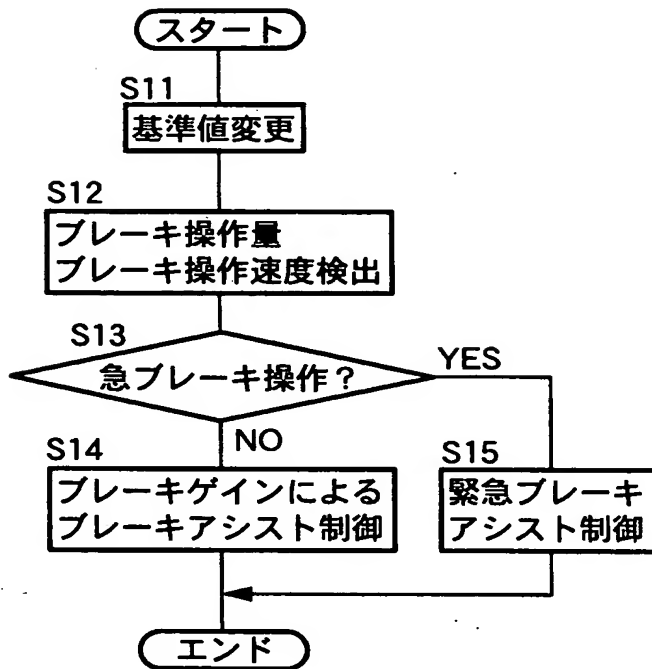 スタート
S11
基準値変更
S12
ブレーキ操作量
ブレーキ操作速度検出
S13
急ブレーキ操作?
YES
NO
S14
ブレーキゲインによる
ブレーキアシスト制御
S15
緊急ブレーキ
アシスト制御
エンド